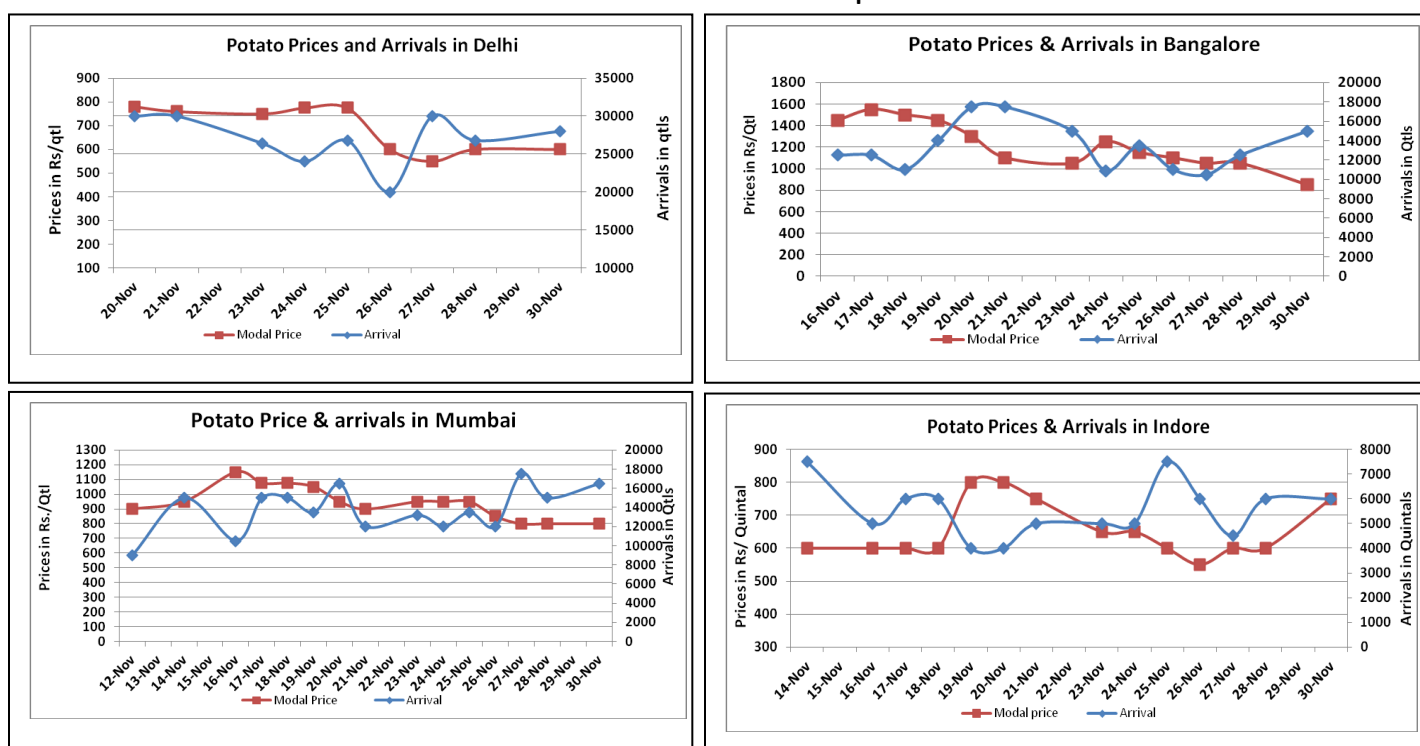 Potato Prices and Arrivals in Delhi
Prices in Rs/qtl
900
800
700
600
500
400
300
200
100
35000
30000
25000
20000
15000
10000
Arrivals in qtls
20-Nov
21-Nov
22-Nov
23-Nov
24-Nov
25-Nov
26-Nov
27-Nov
28-Nov
29-Nov
30-Nov
Modal Price
Arrival
Potato Prices & Arrivals in Bangalore
Prices in Rs/Qtl
1800
1600
1400
1200
1000
800
600
400
200
0
20000
18000
16000
14000
12000
10000
8000
6000
4000
2000
0
Arrivals in Qtls
16-Nov
17-Nov
18-Nov
19-Nov
20-Nov
21-Nov
22-Nov
23-Nov
24-Nov
25-Nov
26-Nov
27-Nov
28-Nov
29-Nov
30-Nov
Modal Price
Arrival
Potato Price & arrivals in Mumbai
Prices in Rs./Qtl
1300
1200
1100
1000
900
800
700
600
500
400
300
200
100
0
20000
18000
16000
14000
12000
10000
8000
6000
4000
2000
0
Arrivals in Qtls
12-Nov
13-Nov
14-Nov
15-Nov
16-Nov
17-Nov
18-Nov
19-Nov
20-Nov
21-Nov
22-Nov
23-Nov
24-Nov
25-Nov
26-Nov
27-Nov
28-Nov
29-Nov
30-Nov
Modal Price
Arrival
Potato Prices & Arrivals in Indore
Prices in Rs/ Quintal
900
800
700
600
500
400
300
8000
7000
6000
5000
4000
3000
2000
1000
0
Arrivals in Quintals
14-Nov
15-Nov
16-Nov
17-Nov
18-Nov
19-Nov
20-Nov
21-Nov
22-Nov
23-Nov
24-Nov
25-Nov
26-Nov
27-Nov
28-Nov
29-Nov
30-Nov
Modal price
Arrival